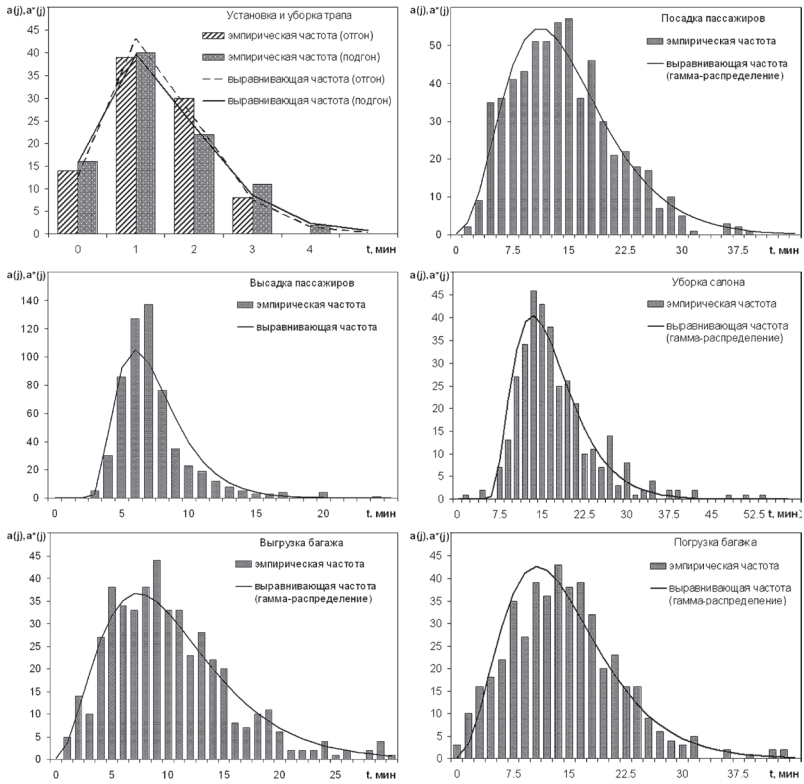 a(j),a*(j)
Установка и уборка трапа
эмпирическая частота (отгон)
эмпирическая частота (подгон)
выравнивающая частота (отгон)
выравнивающая частота (подгон)
45
40
35
30
25
20
15
10
5
0
0 1 2 3 4 t, мин
a(j),a*(j)
Посадка пассажиров
эмпирическая частота
выравнивающая частота
(гамма-распределение)
50
40
30
20
10
0
0 7.5 15 22.5 30 37.5 t, мин
a(j),a*(j)
Высадка пассажиров
эмпирическая частота
выравнивающая частота
140
120
100
80
60
40
20
0
5 10 15 20 t, мин
a(j),a*(j)
Уборка салона
эмпирическая частота
выравнивающая частота
(гамма-распределение)
45
40
35
30
25
20
15
10
5
0
0 7.5 15 22.5 30 37.5 45 52.5 t, мин
a(j),a*(j)
Выгрузка багажа
эмпирическая частота
выравнивающая частота
(гамма-распределение)
45
40
35
30
25
20
15
10
5
0
0 5 10 15 20 25 t, мин
a(j),a*(j)
Погрузка багажа
эмпирическая частота
выравнивающая частота
(гамма-распределение)
45
40
35
30
25
20
15
10
5
0
7.5 15 22.5 30 37.5 t, мин